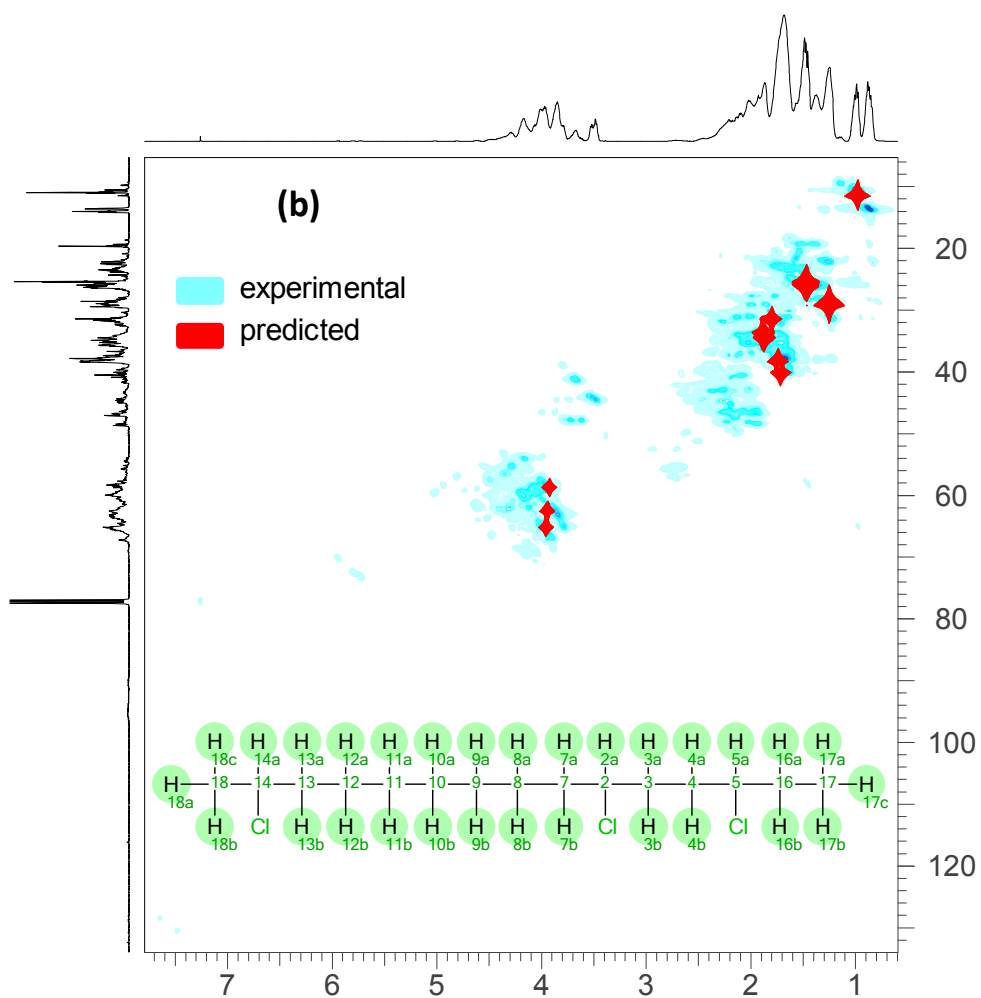 (b)
experimental
predicted
20
40
60
80
100
120
H H H H H H H H H H H H H H H
18c 14a 13a 12a 11a 10a 9a 8a 7a 2a 3a 4a 5a 16a 17a
H 18 14 13 12 11 10 9 8 7 2 3 4 5 16 17 H
18a 17c
H Cl H H H H H H H Cl H H Cl H H
18b 13b 12b 11b 10b 9b 8b 7b 3b 4b 16b 17b
7 6 5 4 3 2 1